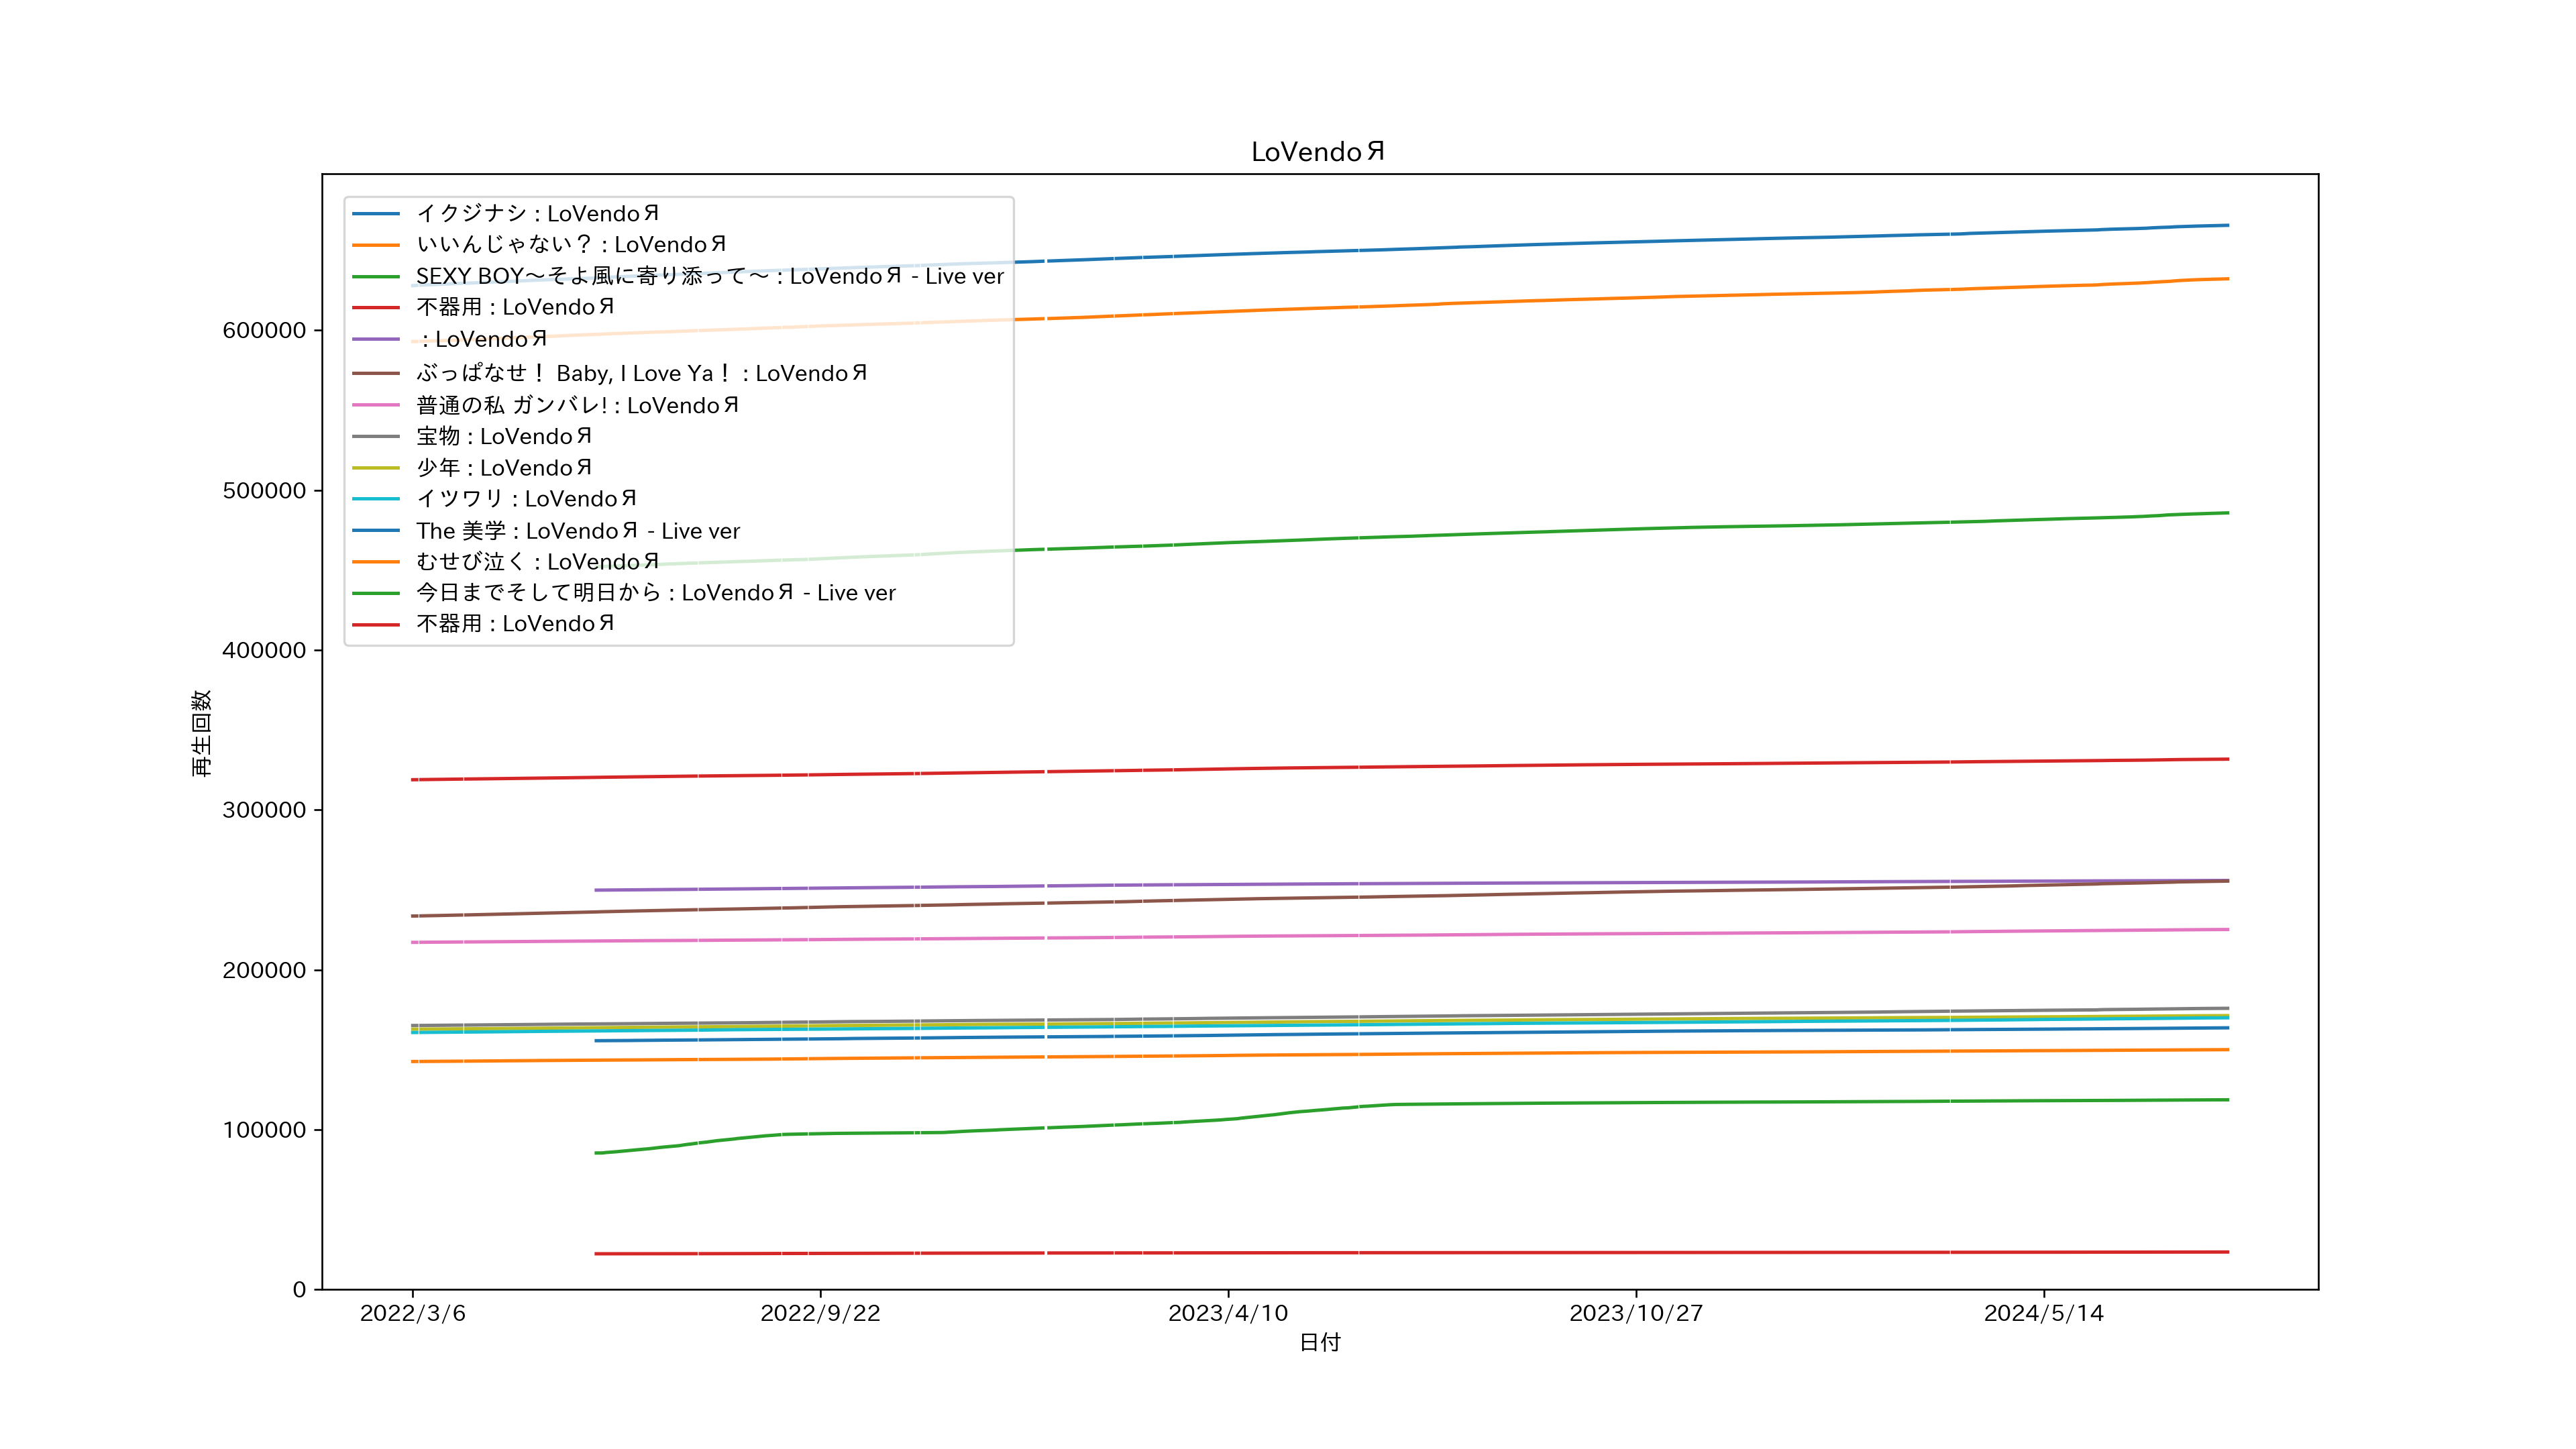 LoVendoЯ
イクジナシ : LoVendoЯ
いいんじゃない？ : LoVendoЯ
SEXY BOY～そよ風に寄り添って～ : LoVendoЯ - Live ver
不器用 : LoVendoЯ
: LoVendoЯ
ぶっぱなせ！ Baby, I Love Ya！ : LoVendoЯ
普通の私 ガンバレ! : LoVendoЯ
宝物 : LoVendoЯ
少年 : LoVendoЯ
イツワリ : LoVendoЯ
The 美学 : LoVendoЯ - Live ver
むせび泣く : LoVendoЯ
今日までそして明日から : LoVendoЯ - Live ver
不器用 : LoVendoЯ
600000
500000
400000
300000
200000
100000
0
再生回数
2022/3/6 2022/9/22 2023/4/10 2023/10/27 2024/5/14
日付